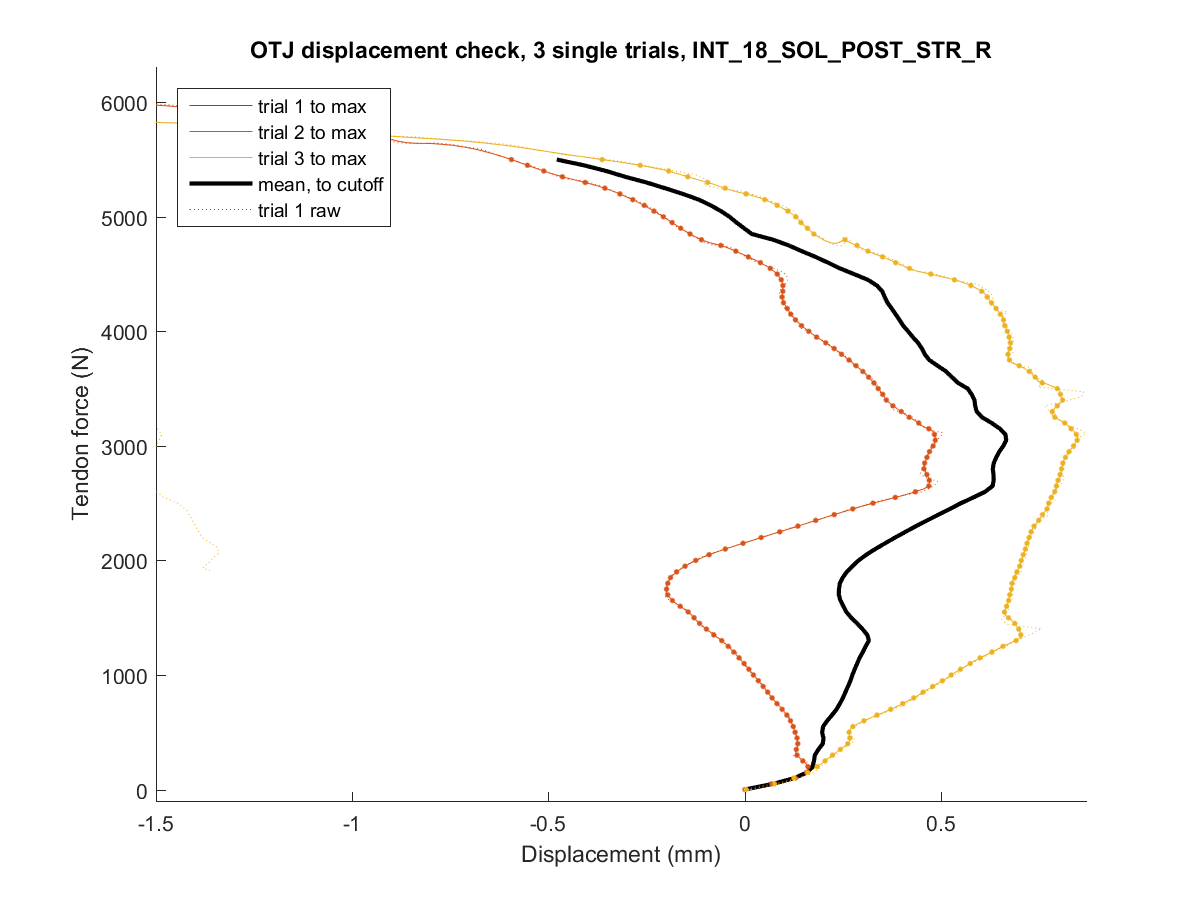 OTJ displacement check, 3 single trials, INT_18_SOL_POST_STR_R
6000
5000
4000
3000
2000
1000
0
Tendon force (N)
trial 1 to max
trial 2 to max
trial 3 to max
mean, to cutoff
trial 1 raw
-1.5
-1
-0.5
0
0.5
Displacement (mm)